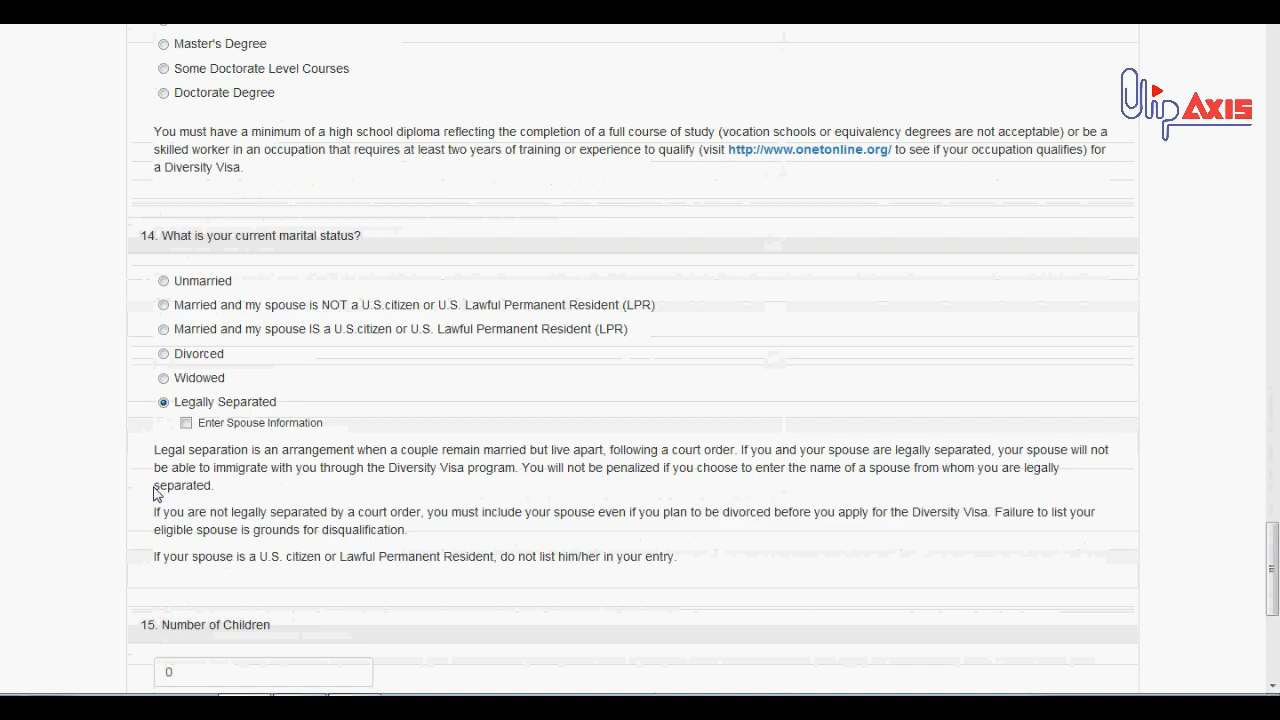 Master's Degree
Some Doctorate Level Courses
Doctorate Degree
You must have a minimum of a high school diploma reflecting the completion of a full course of study (vocation schools or equivalency degrees are not acceptable) or be a
skilled worker in an occupation that requires at least two years of training or experience to qualify (visit http://www.onetonline.org/ to see if your occupation qualifies) for
a Diversity Visa.
14. What is your current marital status?
Unmarried
Married and my spouse is NOT a U.S.citizen or U.S. Lawful Permanent Resident (LPR)
Married and my spouse IS a U.S.citizen or U.S. Lawful Permanent Resident (LPR)
Divorced
Widowed
Legally Separated
Enter Spouse Information
Legal separation is an arrangement when a couple remain married but live apart, following a court order. If you and your spouse are legally separated, your spouse will not
be able to immigrate with you through the Diversity Visa program. You will not be penalized if you choose to enter the name of a spouse from whom you are legally
separated.
If you are not legally separated by a court order, you must include your spouse even if you plan to be divorced before you apply for the Diversity Visa. Failure to list your
eligible spouse is grounds for disqualification.
If your spouse is a U.S. citizen or Lawful Permanent Resident, do not list him/her in your entry.
15. Number of Children
0
Clip AXIS